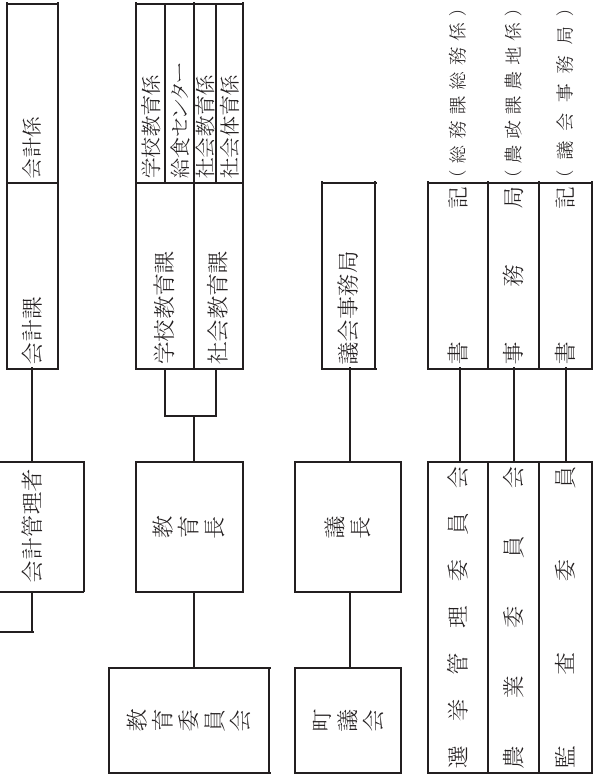 会計管理者
会計課
会計係
教育委員会
教育長
学校教育課
学校教育係
給食センター
社会教育課
社会教育係
社会体育係
町議会
議長
議会事務局
選挙管理委員会
書記
(総務課総務係)
農業委員会
事務局
(農政課農地係)
監査委員
書記
(議会事務局)